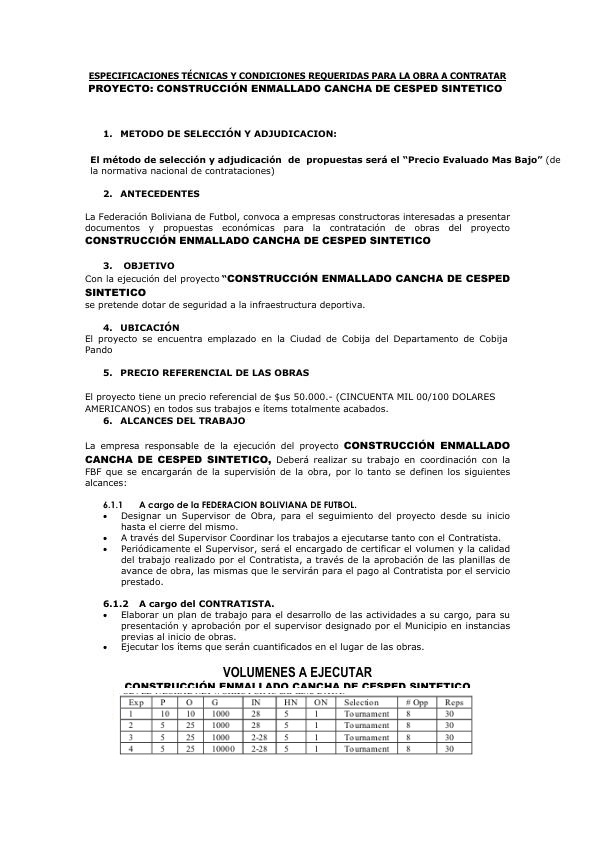 ESPECIFICACIONES TÉCNICAS Y CONDICIONES REQUERIDAS PARA LA OBRA A CONTRATAR
PROYECTO: CONSTRUCCIÓN ENMALLADO CANCHA DE CESPED SINTETICO
1. METODO DE SELECCIÓN Y ADJUDICACION:
El método de selección y adjudicación de propuestas será el “Precio Evaluado Mas Bajo” (de
la normativa nacional de contrataciones)
2. ANTECEDENTES
La Federación Boliviana de Futbol, convoca a empresas constructoras interesadas a presentar
documentos y propuestas económicas para la contratación de obras del proyecto
CONSTRUCCIÓN ENMALLADO CANCHA DE CESPED SINTETICO
3. OBJETIVO
Con la ejecución del proyecto “CONSTRUCCIÓN ENMALLADO CANCHA DE CESPED
SINTETICO
se pretende dotar de seguridad a la infraestructura deportiva.
4. UBICACIÓN
El proyecto se encuentra emplazado en la Ciudad de Cobija del Departamento de Cobija
Pando
5. PRECIO REFERENCIAL DE LAS OBRAS
El proyecto tiene un precio referencial de $us 50.000.- (CINCUENTA MIL 00/100 DOLARES
AMERICANOS) en todos sus trabajos e ítems totalmente acabados.
6. ALCANCES DEL TRABAJO
La empresa responsable de la ejecución del proyecto CONSTRUCCIÓN ENMALLADO
CANCHA DE CESPED SINTETICO, Deberá realizar su trabajo en coordinación con la
FBF que se encargarán de la supervisión de la obra, por lo tanto se definen los siguientes
alcances:
6.1.1 A cargo de la FEDERACION BOLIVIANA DE FUTBOL.
• Designar un Supervisor de Obra, para el seguimiento del proyecto desde su inicio
hasta el cierre del mismo.
• A través del Supervisor Coordinar los trabajos a ejecutarse tanto con el Contratista.
• Periódicamente el Supervisor, será el encargado de certificar el volumen y la calidad
del trabajo realizado por el Contratista, a través de la aprobación de las planillas de
avance de obra, las mismas que le servirán para el pago al Contratista por el servicio
prestado.
6.1.2 A cargo del CONTRATISTA.
• Elaborar un plan de trabajo para el desarrollo de las actividades a su cargo, para su
presentación y aprobación por el supervisor designado por el Municipio en instancias
previas al inicio de obras.
• Ejecutar los ítems que serán cuantificados en el lugar de las obras.
VOLUMENES A EJECUTAR
CONSTRUCCIÓN ENMALLADO CANCHA DE CESPED SINTETICO
Exp P O G IN HN ON Selection # Opp Reps
1 10 10 1000 28 5 1 Tournament 8 30
2 5 25 1000 28 5 1 Tournament 8 30
3 5 25 1000 2-28 5 1 Tournament 8 30
4 5 25 10000 2-28 5 1 Tournament 8 30